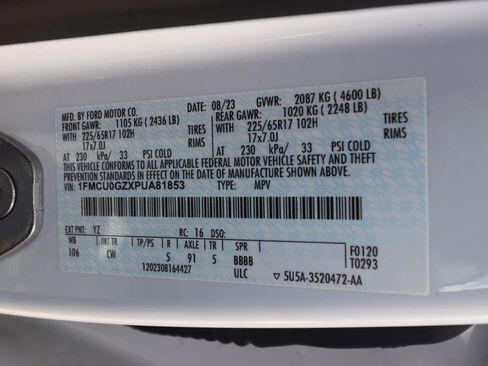 MFD. BY FORD MOTOR CO. 08/23 GVWR: 2087 KG ( 4600 LB)
FRONT GAWR: 1105 KG ( 2436 LB) REAR GAWR: 1020 KG ( 2248 LB)
WITH 225/65R17 102H TIRES WITH 225/65R17 102H TIRES
17x7.0J RIMS 17x7.0J RIMS
AT 230 kPa/ 33 PSI COLD AT 230 kPa/ 33 PSI COLD
THIS VEHICLE CONFORMS TO ALL APPLICABLE FEDERAL MOTOR VEHICLE SAFETY AND THEFT
PREVENTION STANDARDS IN EFFECT ON THE DATE OF MANUFACTURE SHOWN ABOVE.
VIN: 1FMCU0GZXPUA81853 TYPE: MPV
EXT PNT: YZ RC: 16 DSO:
WB INT TR TP/PS R AXLE TR SPR F0120
106 CW 5 91 5 BBBB T0293
12023081644427 ULC ▽ 5U5A-3520472-AA